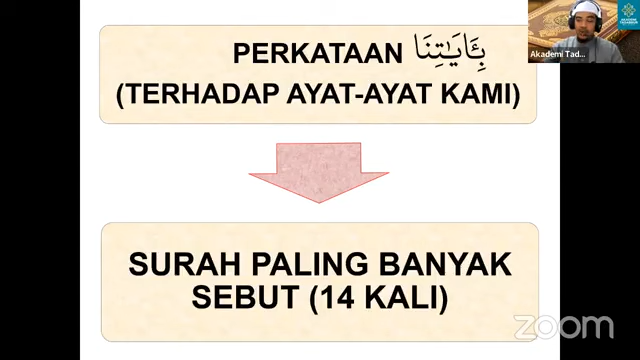 PERKATAAN بِـَٔايَـٰتِنَا
(TERHADAP AYAT-AYAT KAMI)
SURAH PALING BANYAK
SEBUT (14 KALI)
zoom
Akademi Tad...